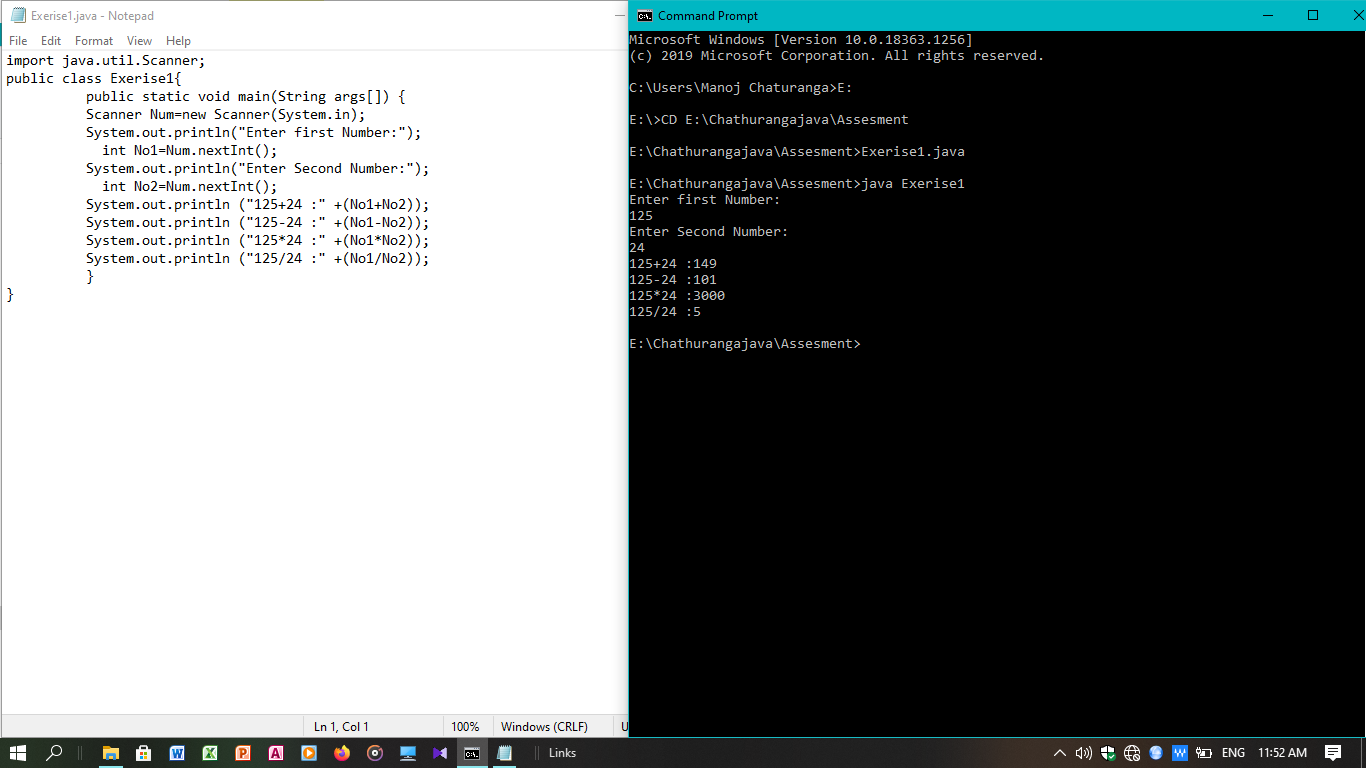 Exerise1.java - Notepad
File Edit Format View Help
import java.util.Scanner;
public class Exerise1{
          public static void main(String args[]) {
          Scanner Num=new Scanner(System.in);
          System.out.println("Enter first Number:");
            int No1=Num.nextInt();
          System.out.println("Enter Second Number:");
            int No2=Num.nextInt();
          System.out.println ("125+24 :" +(No1+No2));
          System.out.println ("125-24 :" +(No1-No2));
          System.out.println ("125*24 :" +(No1*No2));
          System.out.println ("125/24 :" +(No1/No2));
          }
}
Ln 1, Col 1 100% Windows (CRLF) U
Command Prompt
Microsoft Windows [Version 10.0.18363.1256]
(c) 2019 Microsoft Corporation. All rights reserved.
C:\Users\Manoj Chaturanga>E:
E:\>CD E:\Chathurangajava\Assesment
E:\Chathurangajava\Assesment>Exerise1.java
E:\Chathurangajava\Assesment>java Exerise1
Enter first Number:
125
Enter Second Number:
24
125+24 :149
125-24 :101
125*24 :3000
125/24 :5
E:\Chathurangajava\Assesment>
Links
ENG 11:52 AM